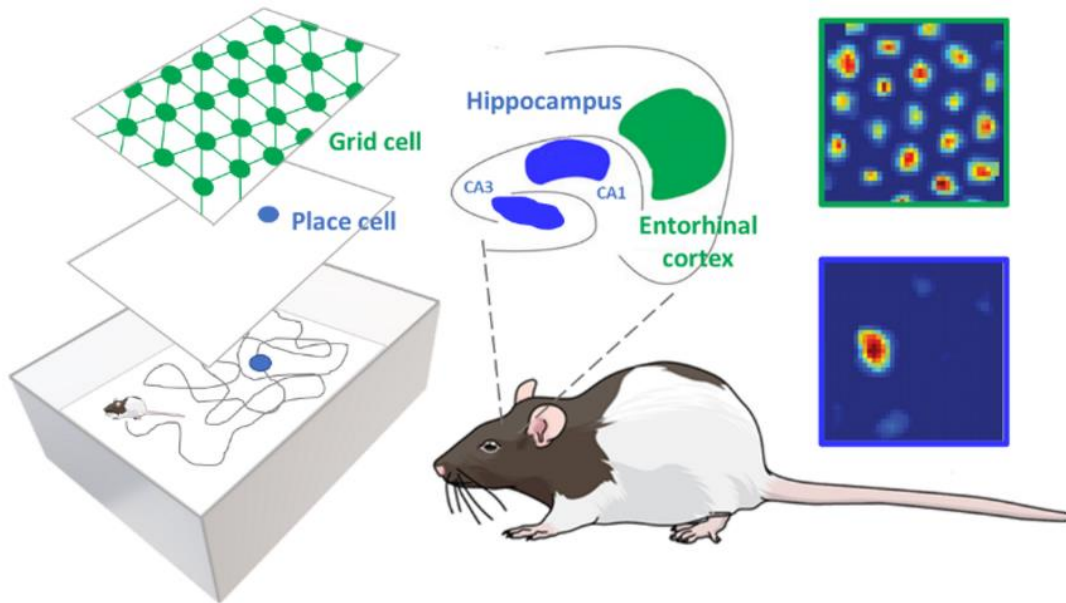 Grid cell
Place cell
Hippocampus
CA3
CA1
Entorhinal
cortex